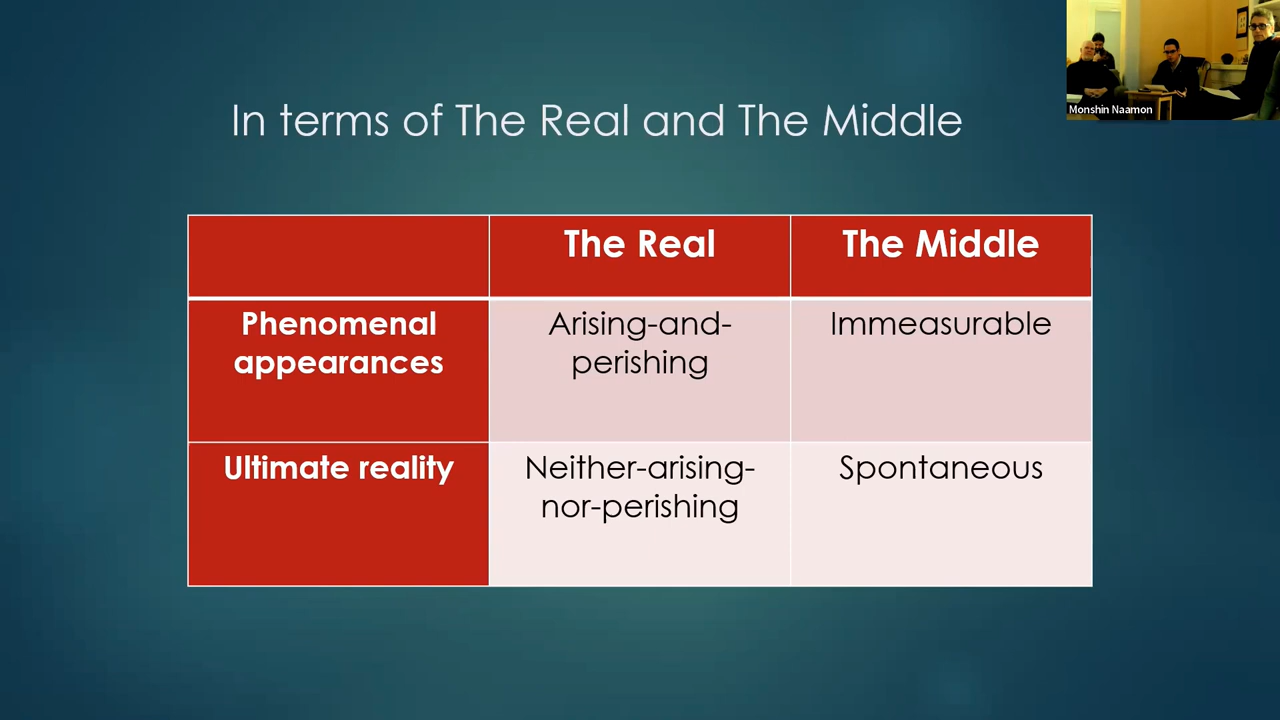 Monshin Naamon
In terms of The Real and The Middle
The Real
The Middle
Phenomenal
appearances
Arising-and-
perishing
Immeasurable
Ultimate reality
Neither-arising-
nor-perishing
Spontaneous